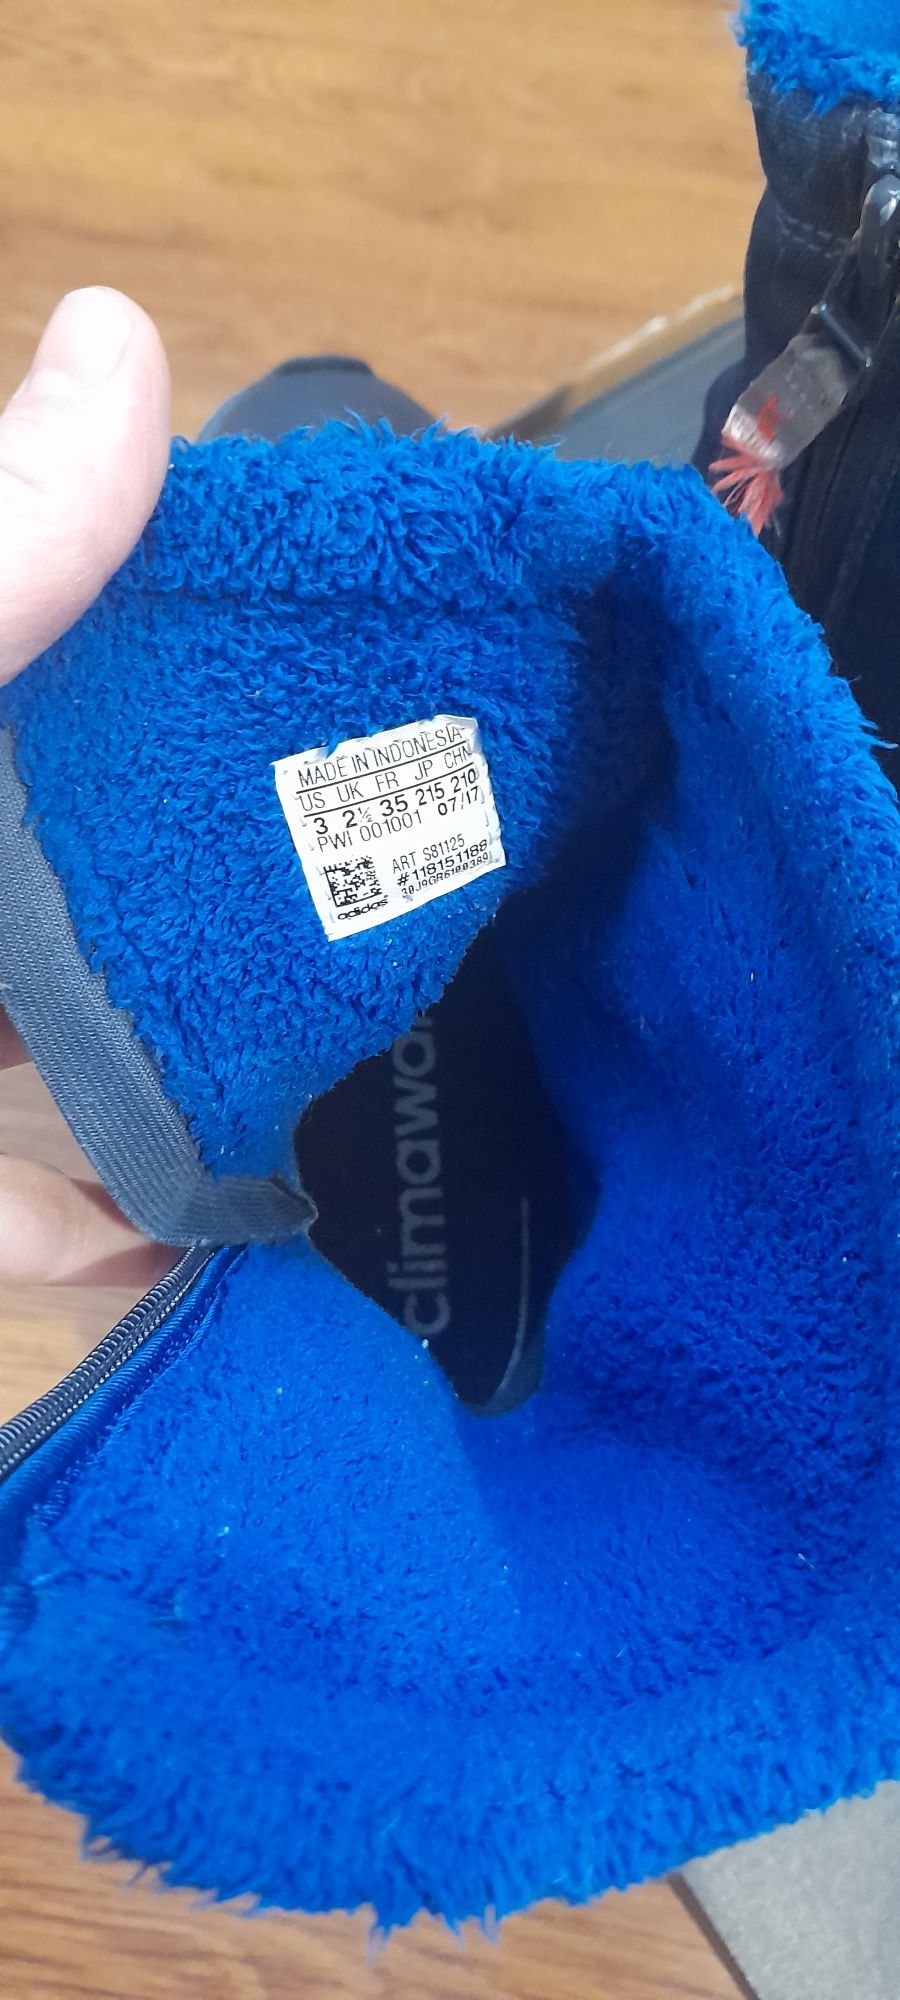 MADE IN INDONESIA
US UK FR JP CHN
3 2½ 35 215 210
PWI 001001 07/17
ART S81125
#118151188
30J9GR6100389
adidas
climawar